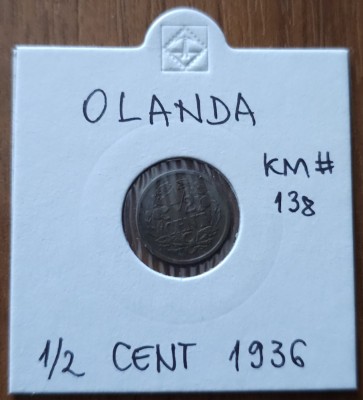 OLANDA
KM#
138
1/2 CENT 1936